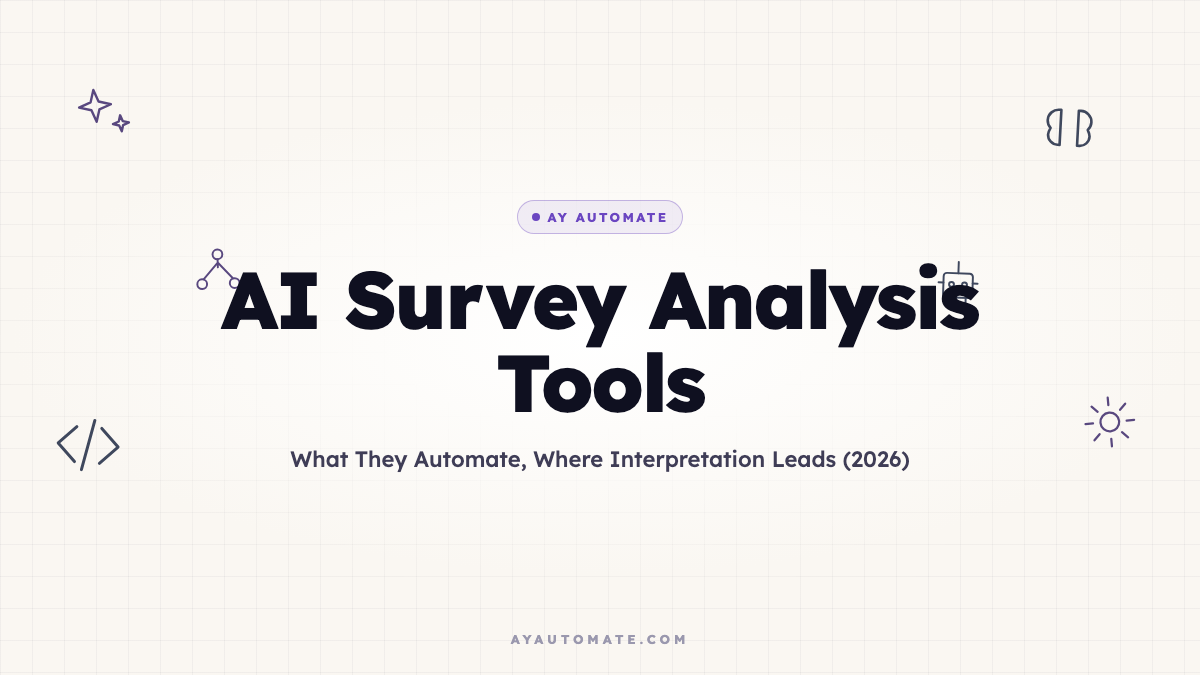 AY AUTOMATE
AI Survey Analysis
Tools
What They Automate, Where Interpretation Leads (2026)
AYAUTOMATE.COM